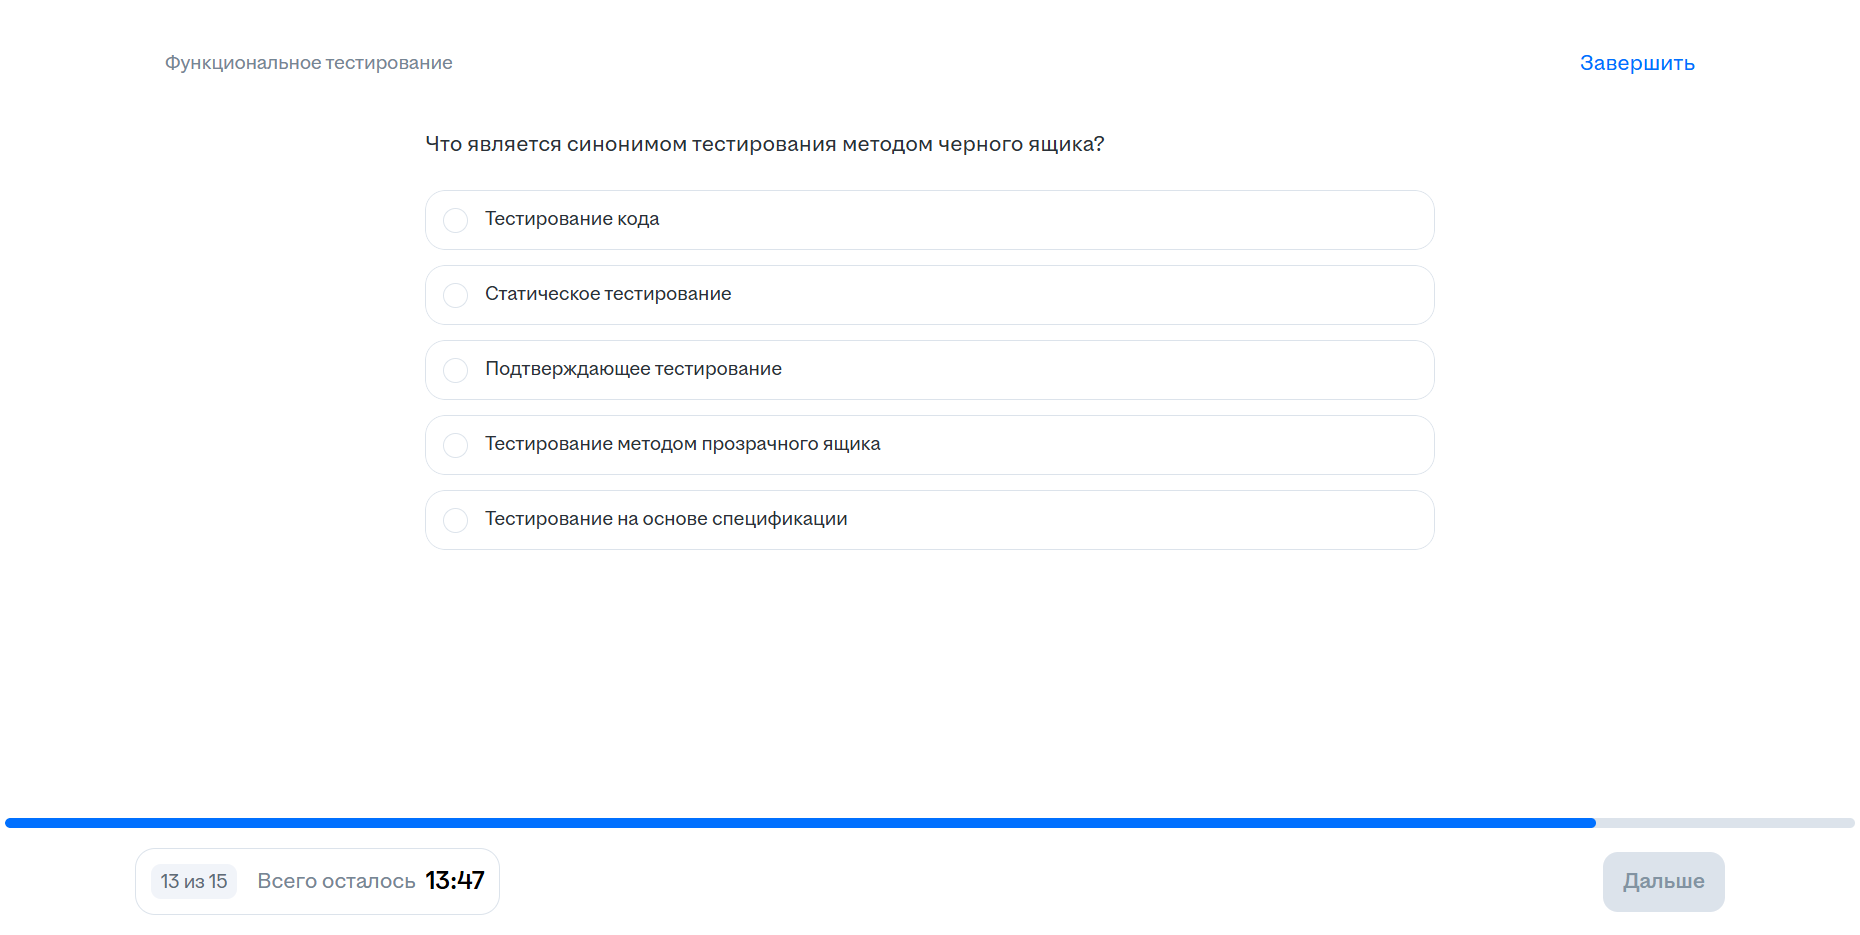 Функциональное тестирование
Завершить
Что является синонимом тестирования методом черного ящика?
Тестирование кода
Статическое тестирование
Подтверждающее тестирование
Тестирование методом прозрачного ящика
Тестирование на основе спецификации
13 из 15
Всего осталось 13:47
Дальше